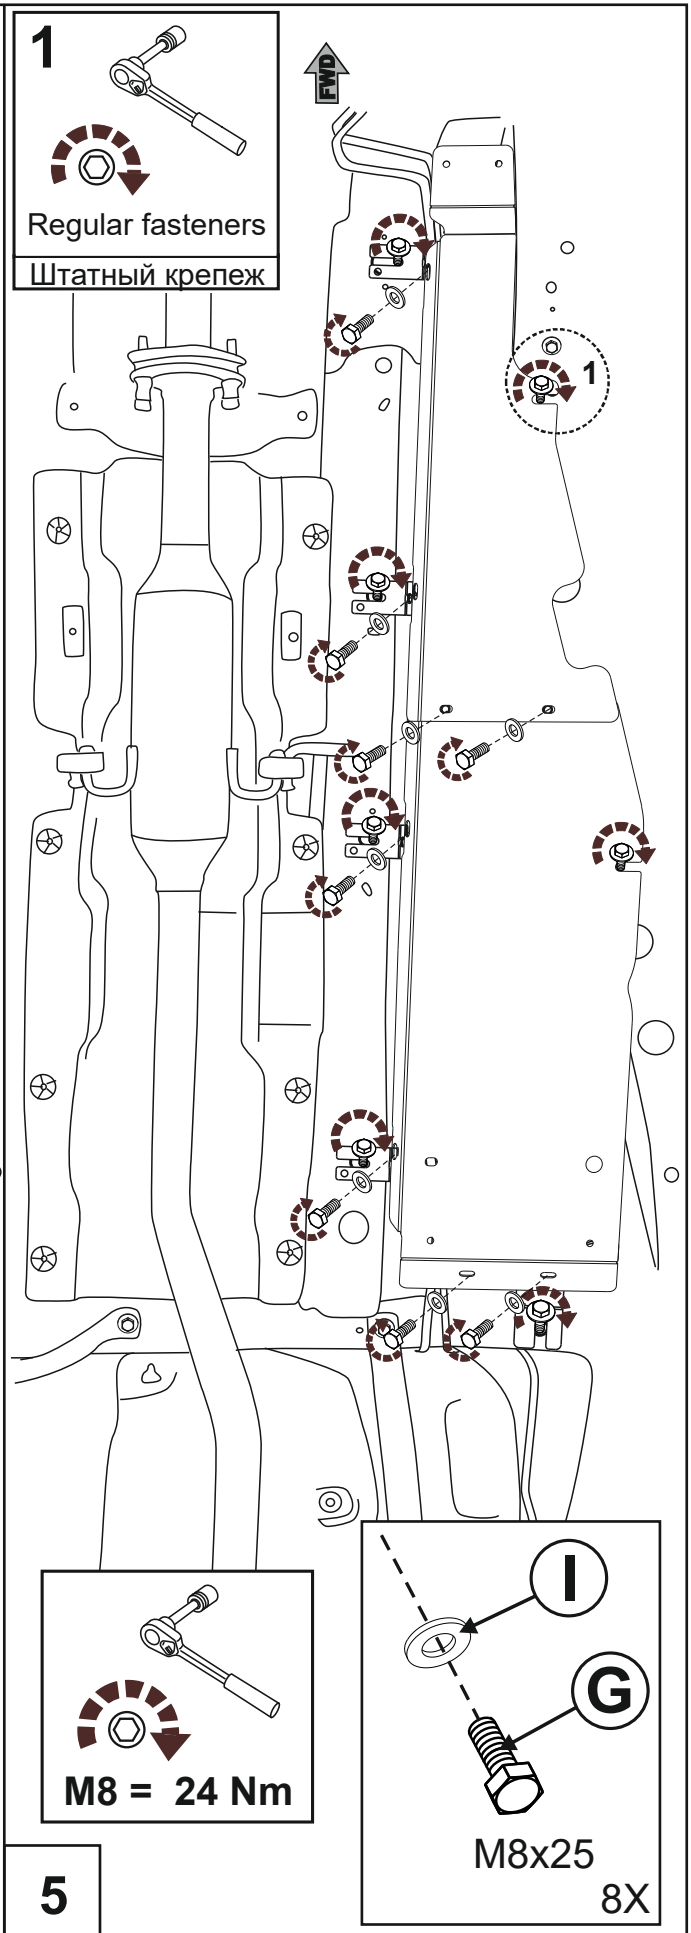 1
Regular fasteners
Штатный крепеж
FWD
1
M8 = 24 Nm
I
G
M8x25
8X
5